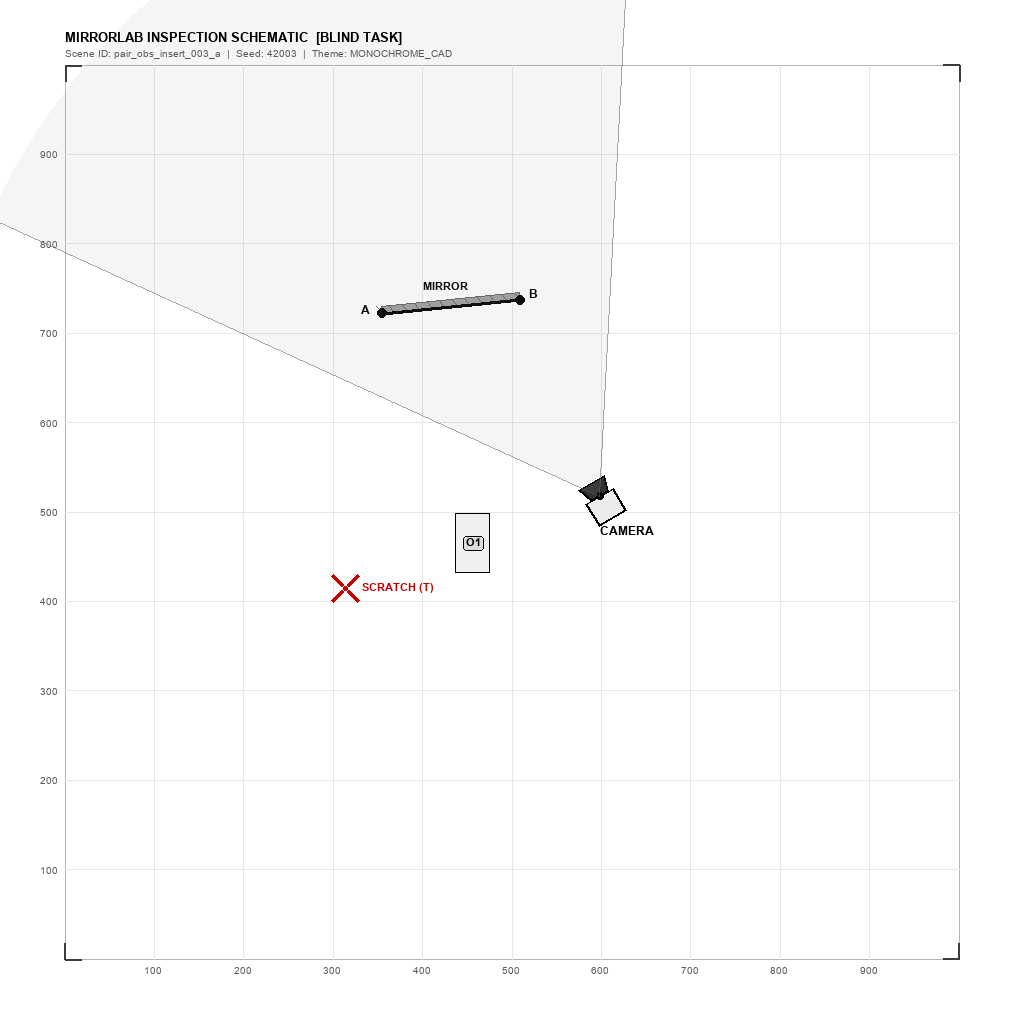 MIRRORLAB INSPECTION SCHEMATIC [BLIND TASK]
Scene ID: pair_obs_insert_003_a | Seed: 42003 | Theme: MONOCHROME_CAD
900
800
MIRROR
A
B
700
600
500
CAMERA
O1
SCRATCH (T)
400
300
200
100
100 200 300 400 500 600 700 800 900